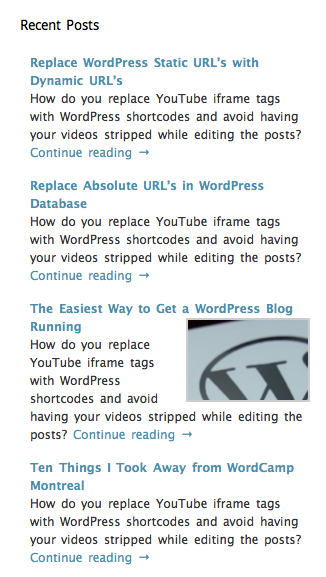 Recent Posts
Replace WordPress Static URL's with
Dynamic URL's
How do you replace YouTube iframe tags
with WordPress shortcodes and avoid having
your videos stripped while editing the posts?
Continue reading →
Replace Absolute URL's in WordPress
Database
How do you replace YouTube iframe tags
with WordPress shortcodes and avoid having
your videos stripped while editing the posts?
Continue reading →
The Easiest Way to Get a WordPress Blog
Running
How do you replace
YouTube iframe tags
with WordPress
shortcodes and avoid
having your videos stripped while editing the
posts? Continue reading →
Ten Things I Took Away from WordCamp
Montreal
How do you replace YouTube iframe tags
with WordPress shortcodes and avoid having
your videos stripped while editing the posts?
Continue reading →